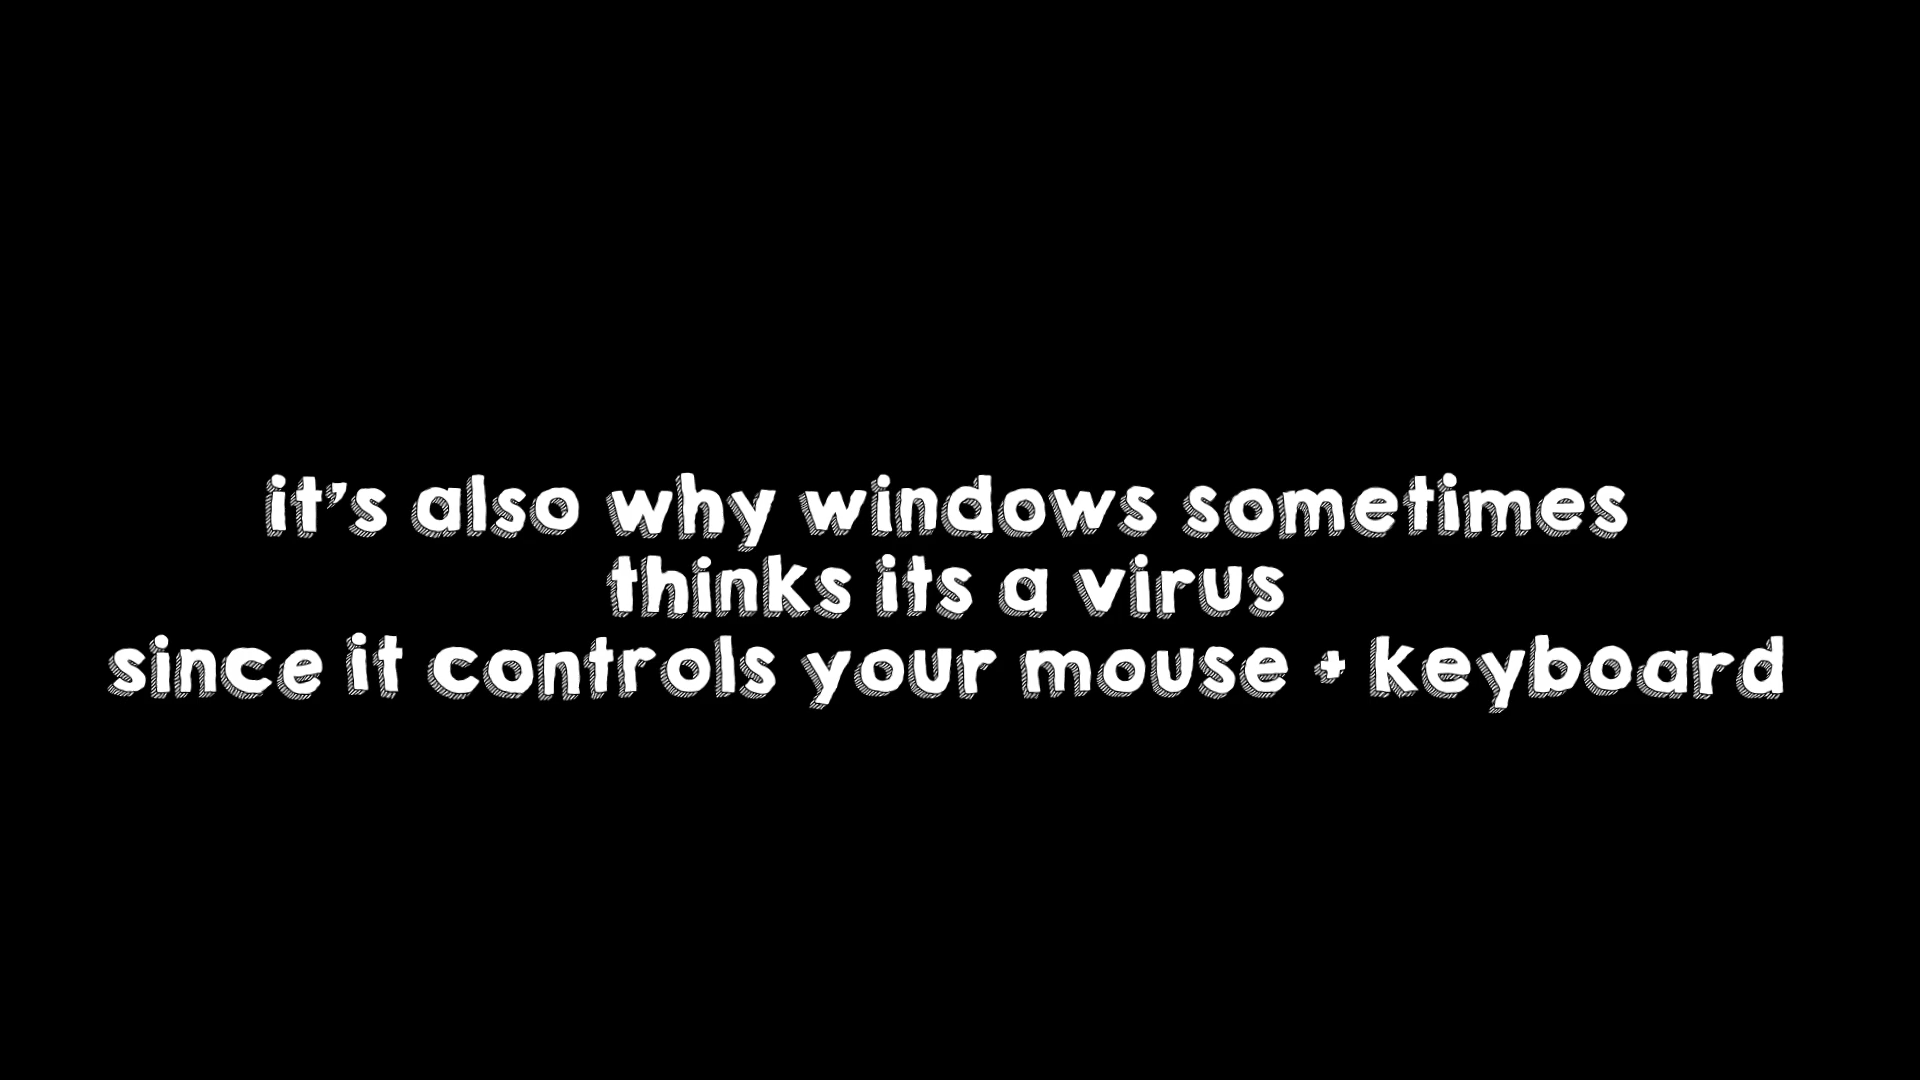 it's also why windows sometimes
thinks its a virus
since it controls your mouse + keyboard